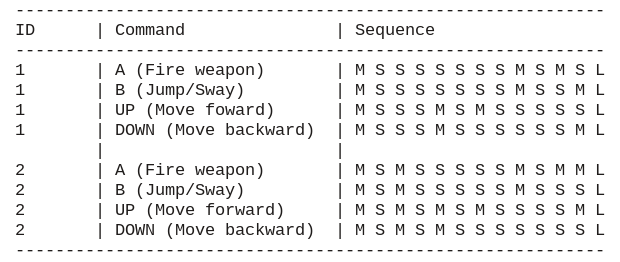 -----------------------------------------------------------
ID      | Command               | Sequence
-----------------------------------------------------------
1       | A (Fire weapon)       | M S S S S S S S M S M S L
1       | B (Jump/Sway)         | M S S S S S S S M S S M L
1       | UP (Move foward)      | M S S S M S M S S S S S L
1       | DOWN (Move backward)  | M S S S M S S S S S S M L
        |                       |
2       | A (Fire weapon)       | M S M S S S S S M S M M L
2       | B (Jump/Sway)         | M S M S S S S S M S S S L
2       | UP (Move forward)     | M S M S M S M S S S S M L
2       | DOWN (Move backward)  | M S M S M S S S S S S S L
-----------------------------------------------------------